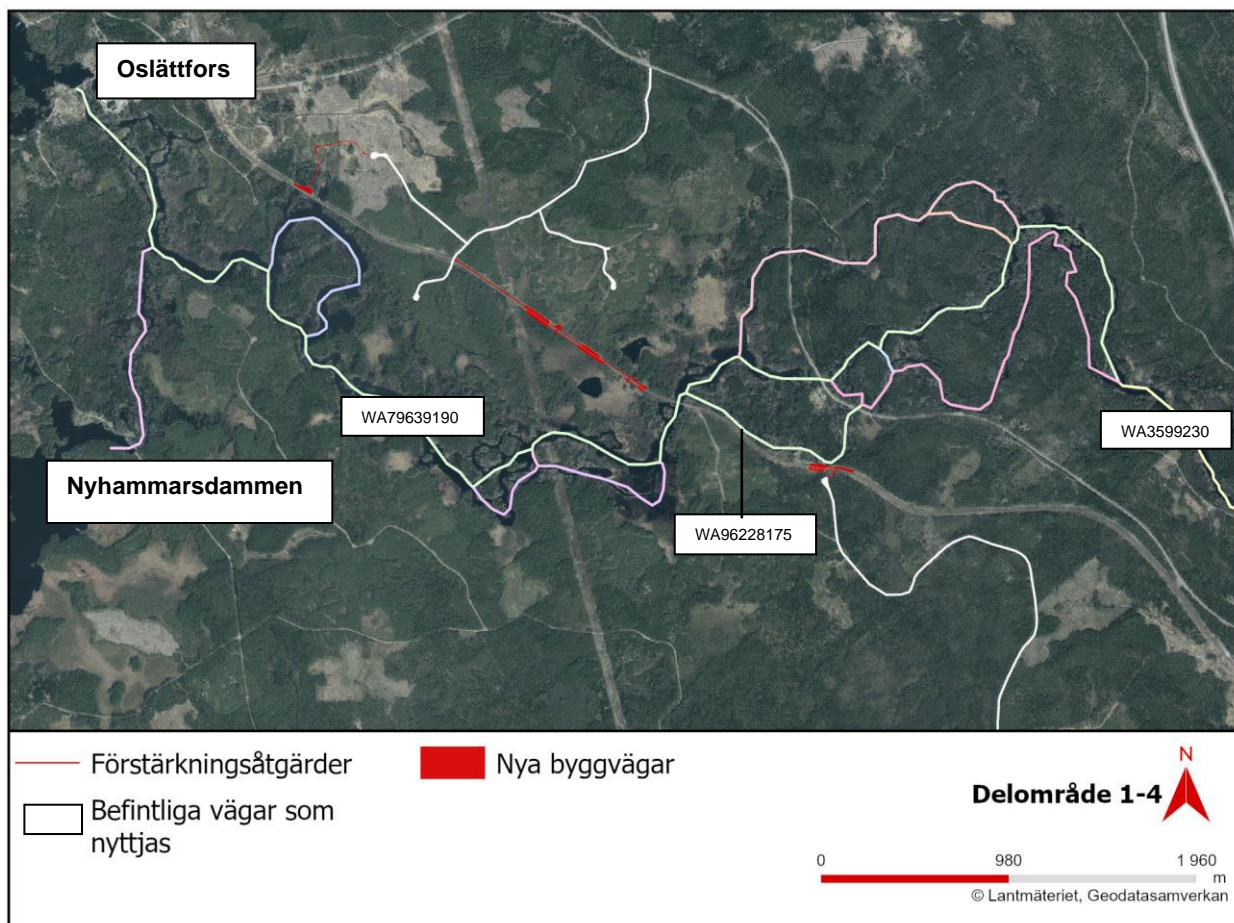 Oslättfors
WA79639190
WA3599230
Nyhammarsdammen
WA96228175
Förstärkningsåtgärder
Nya byggvägar
Befintliga vägar som
nyttjas
Delområde 1-4
N
0 980 1 960
m
© Lantmäteriet, Geodatasamverkan